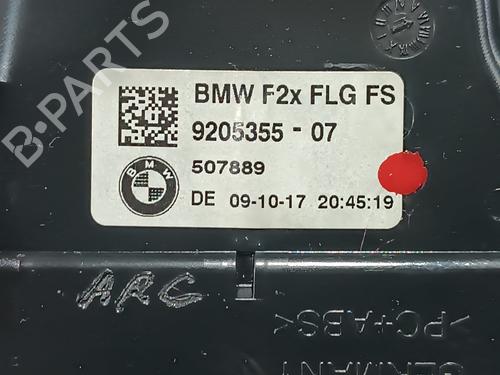 BMW F2x FLG FS
9205355 - 07
507889
BMW
DE 09-10-17 20:45:19
ARC
>PC+ABS<
GERMANY
B-PARTS